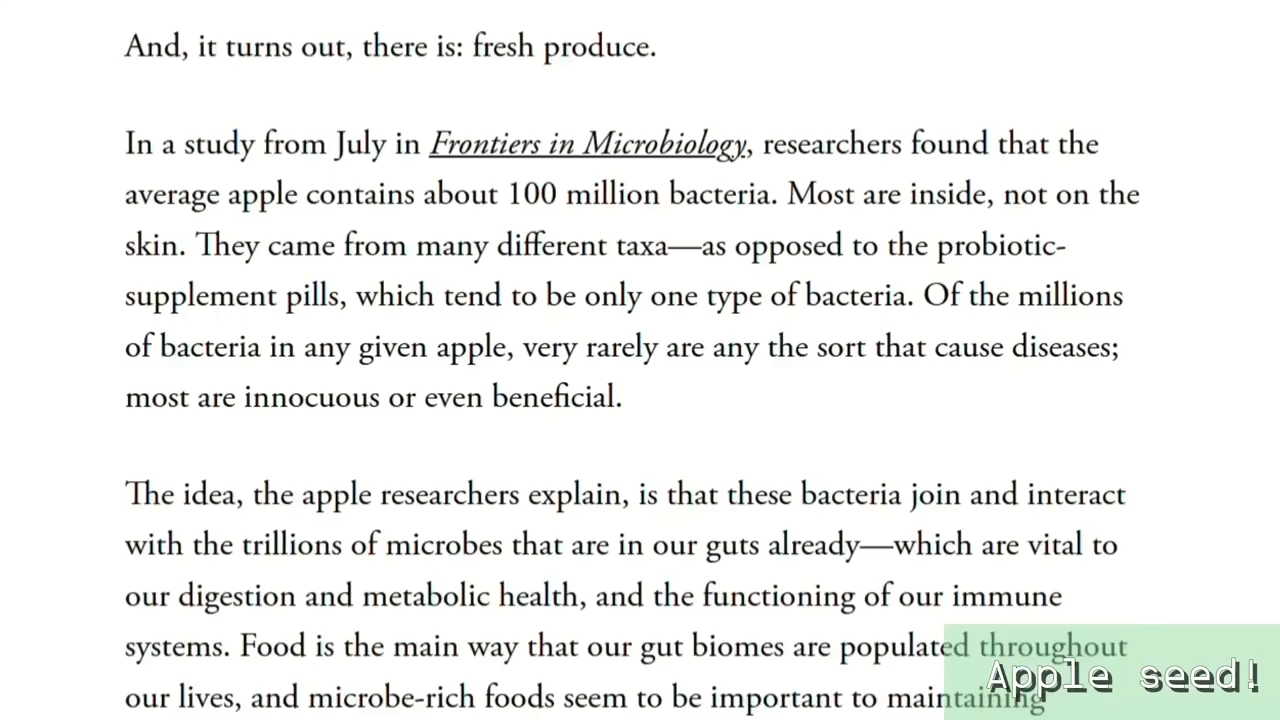 And, it turns out, there is: fresh produce.
In a study from July in Frontiers in Microbiology, researchers found that the
average apple contains about 100 million bacteria. Most are inside, not on the
skin. They came from many different taxa—as opposed to the probiotic-
supplement pills, which tend to be only one type of bacteria. Of the millions
of bacteria in any given apple, very rarely are any the sort that cause diseases;
most are innocuous or even beneficial.
The idea, the apple researchers explain, is that these bacteria join and interact
with the trillions of microbes that are in our guts already—which are vital to
our digestion and metabolic health, and the functioning of our immune
systems. Food is the main way that our gut biomes are populated throughout
our lives, and microbe-rich foods seem to be important to maintaining
Apple seed!